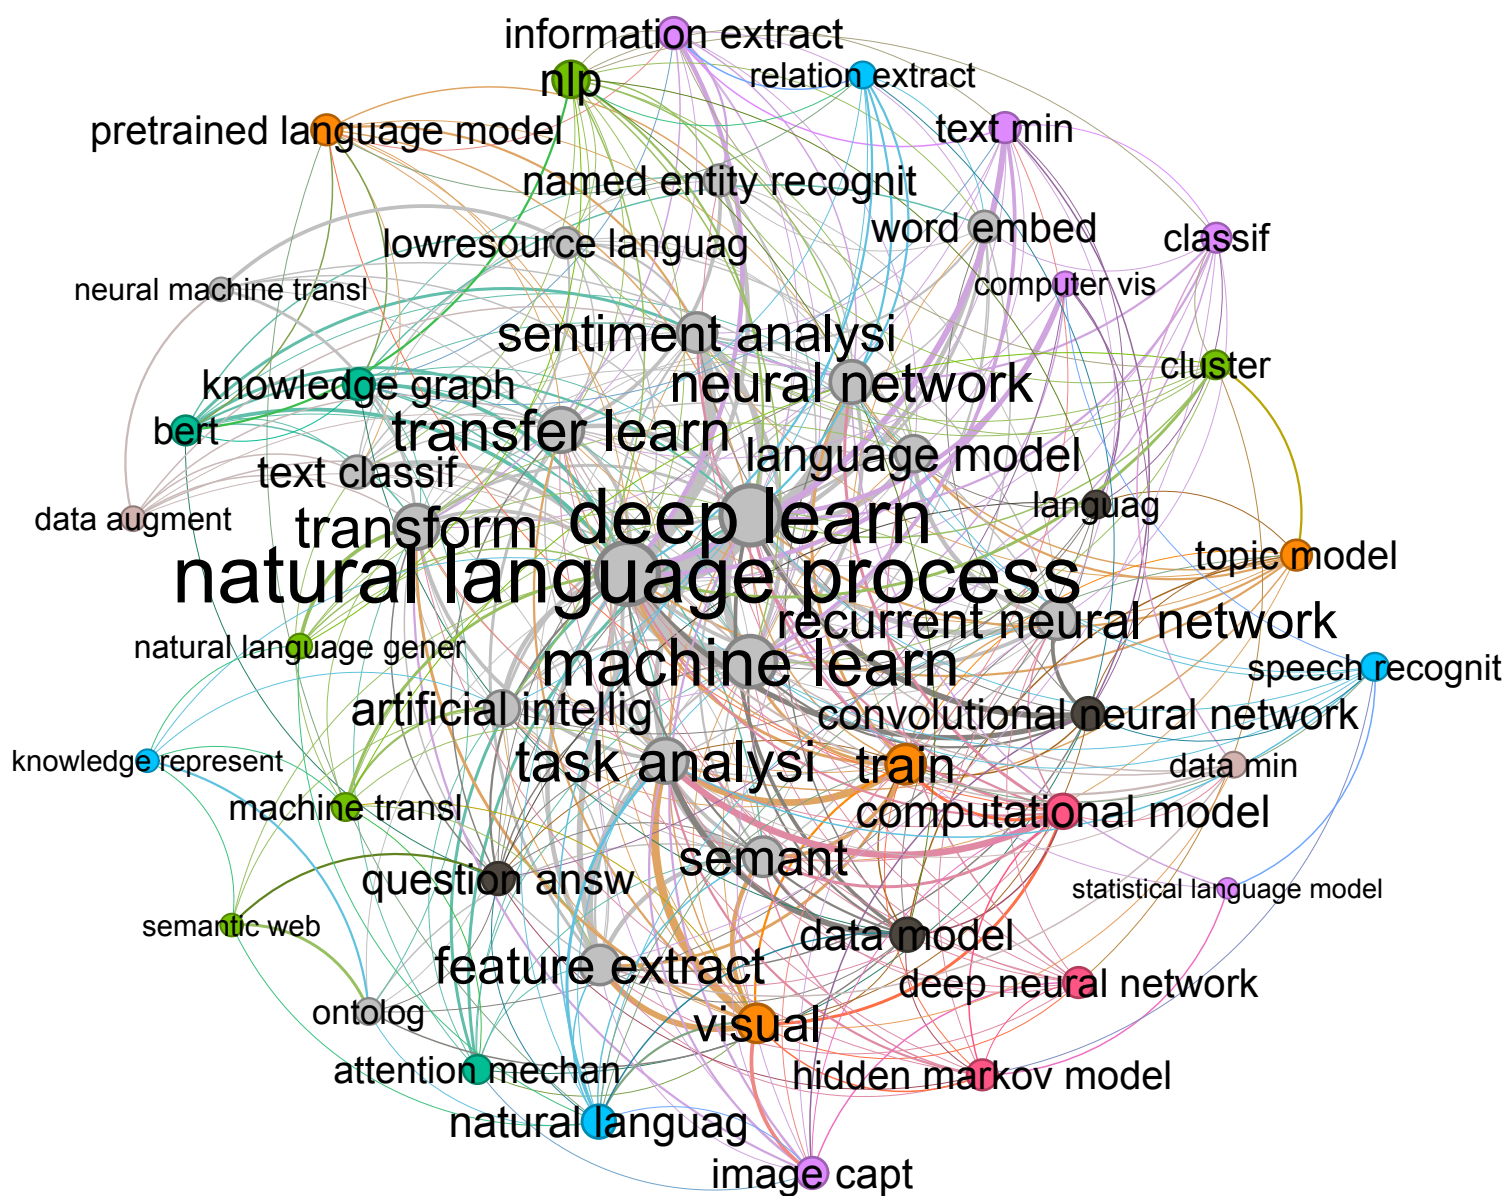 information extract
nlp
relation extract
pretrained language model
text min
named entity recognit
word embed
lowresource languag
classif
neural machine transl
computer vis
sentiment analysi
cluster
knowledge graph
neural network
bert
transfer learn
language model
text classif
data augment
deep learn
languag
transform
topic model
natural language process
recurrent neural network
natural language gener
machine learn
speech recognit
artificial intellig
convolutional neural network
knowledge represent
task analysi
train
data min
machine transl
computational model
semant
question answ
statistical language model
semantic web
data model
feature extract
deep neural network
ontolog
visual
attention mechan
hidden markov model
natural languag
image capt